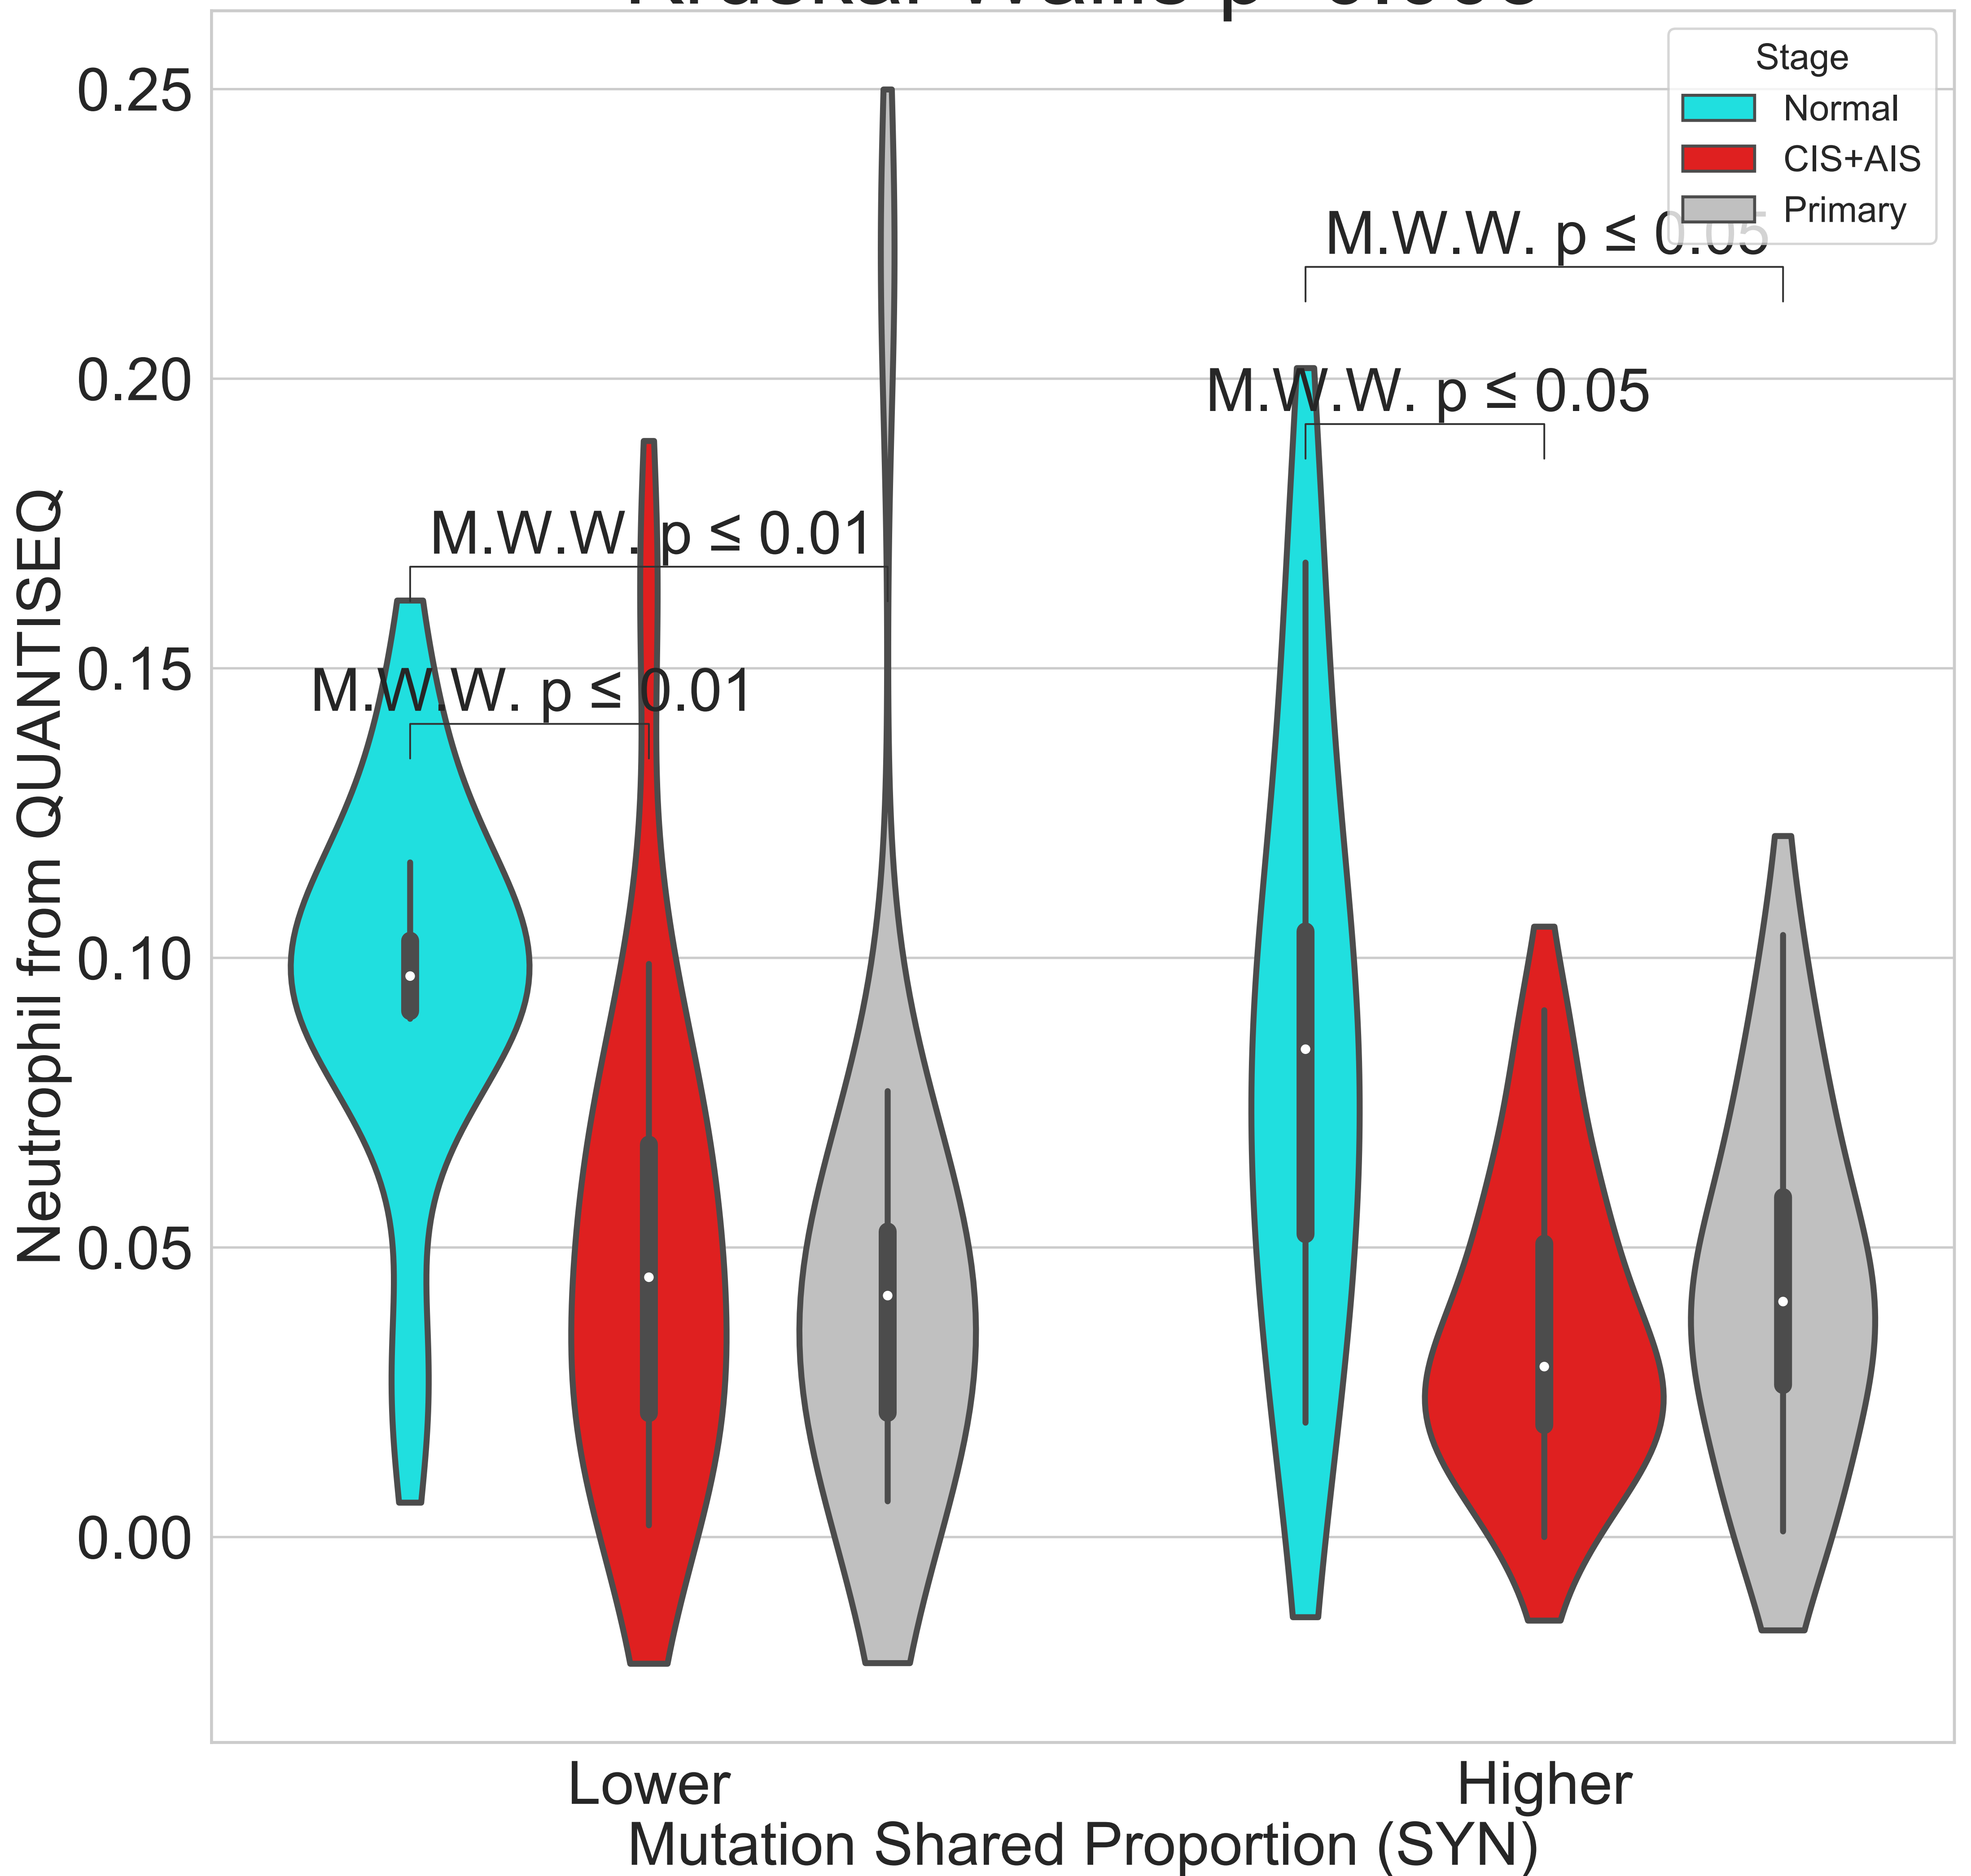 Stage
Normal
CIS+AIS
Primary
0.25
0.20
0.15
0.10
0.05
0.00
Neutrophil from QUANTISEQ
M.W.W. p ≤ 0.01
M.W.W. p ≤ 0.01
M.W.W. p ≤ 0.05
M.W.W. p ≤ 0.05
Lower
Higher
Mutation Shared Proportion (SYN)